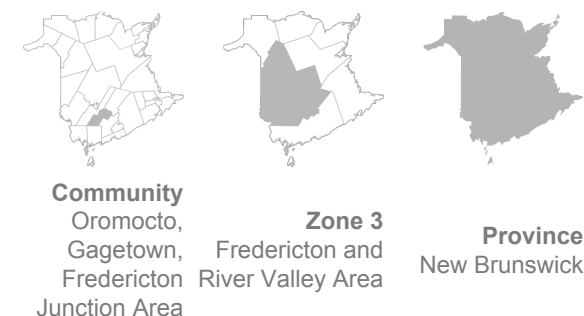 Community
Oromocto,
Gagetown,
Fredericton
Junction Area
Zone 3
Fredericton and
River Valley Area
Province
New Brunswick